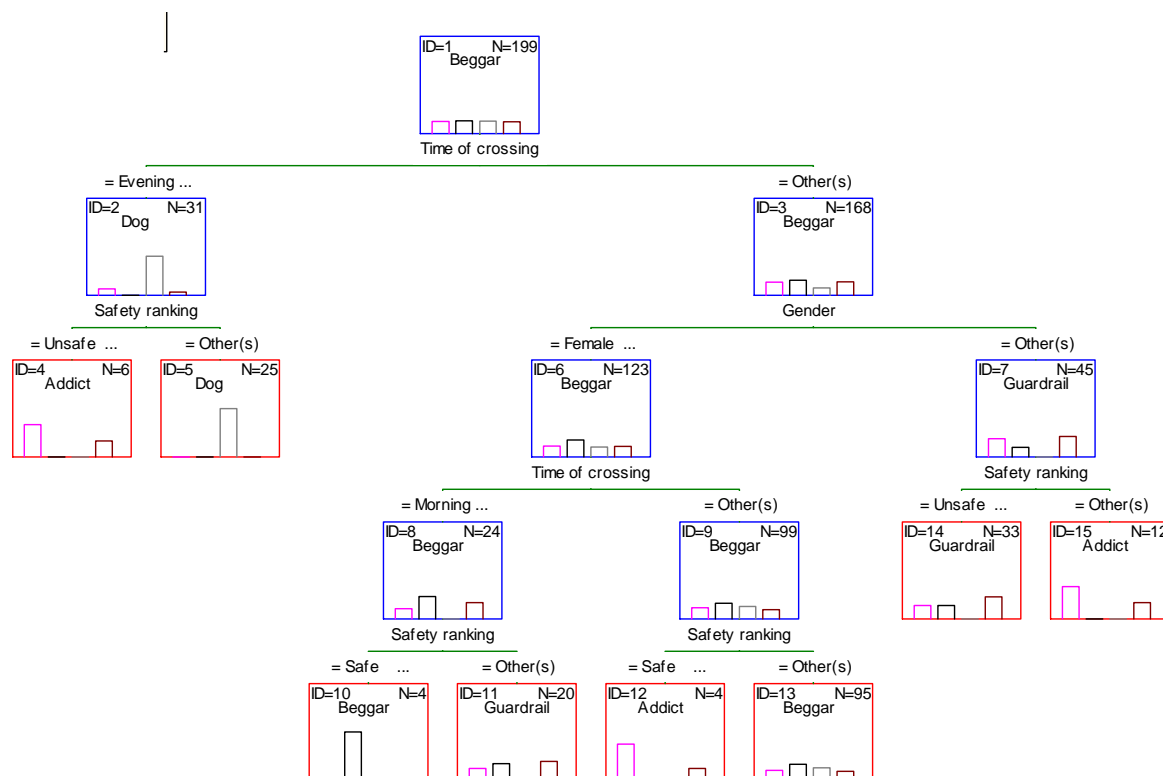 ID=1 N=199
Beggar
Time of crossing
= Evening ... = Other(s)
ID=2 N=31 ID=3 N=168
Dog Beggar
Safety ranking Gender
= Unsafe ... = Other(s) = Female ... = Other(s)
ID=4 N=6 ID=5 N=25 ID=6 N=123 ID=7 N=45
Addict Dog Beggar Guardrail
Time of crossing Safety ranking
= Morning ... = Other(s) = Unsafe ... = Other(s)
ID=8 N=24 ID=9 N=99 ID=14 N=33 ID=15 N=12
Beggar Beggar Guardrail Addict
Safety ranking Safety ranking
= Safe ... = Other(s) = Safe ... = Other(s)
ID=10 N=4 ID=11 N=20 ID=12 N=4 ID=13 N=95
Beggar Guardrail Addict Beggar